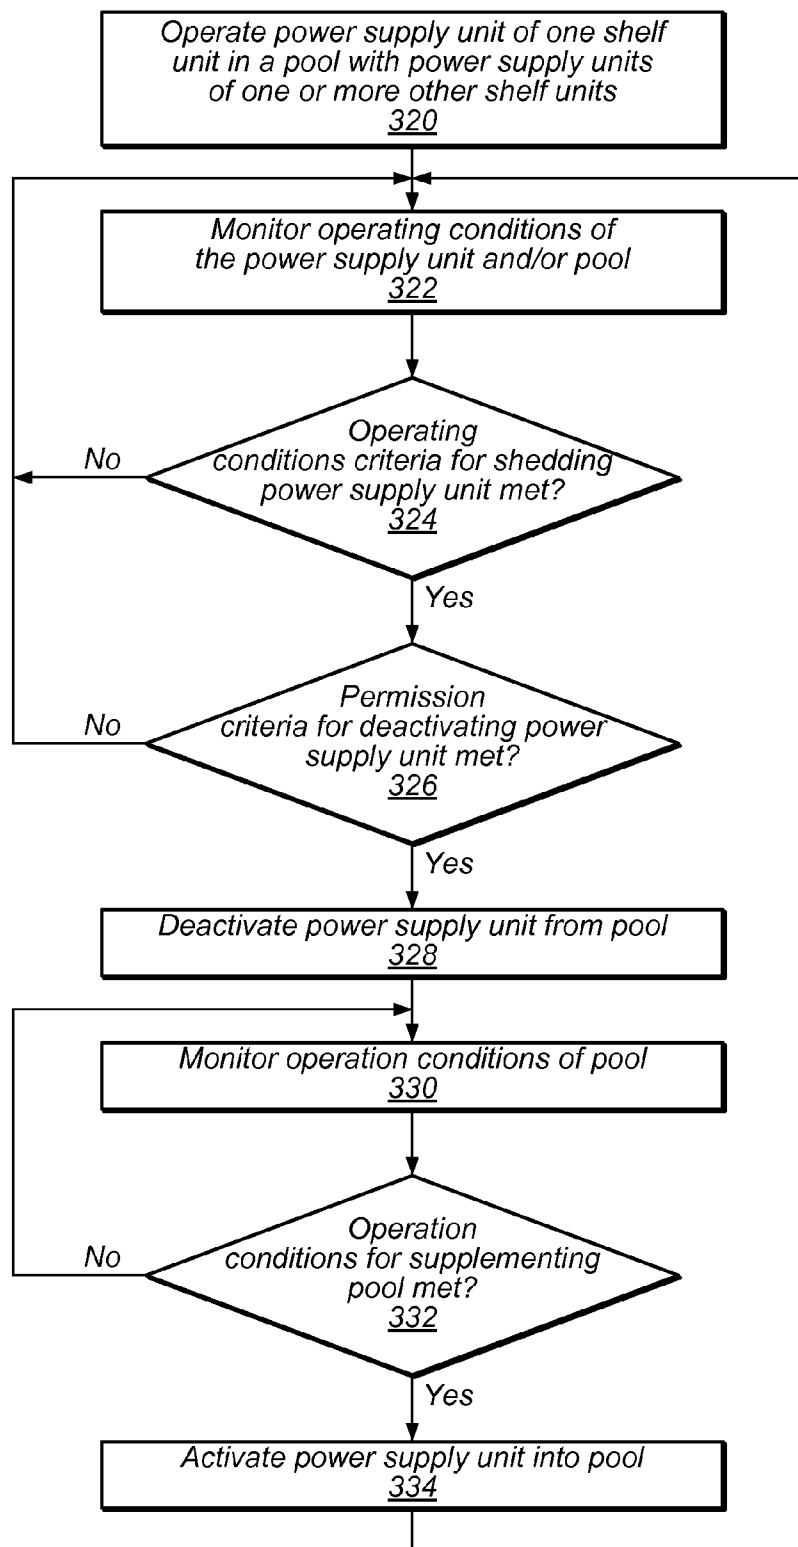 Operate power supply unit of one shelf
unit in a pool with power supply units
of one or more other shelf units
320
Monitor operating conditions of
the power supply unit and/or pool
322
Operating
conditions criteria for shedding
power supply unit met?
324
No
Yes
Permission
criteria for deactivating power
supply unit met?
326
No
Yes
Deactivate power supply unit from pool
328
Monitor operation conditions of pool
330
Operation
conditions for supplementing
pool met?
332
No
Yes
Activate power supply unit into pool
334